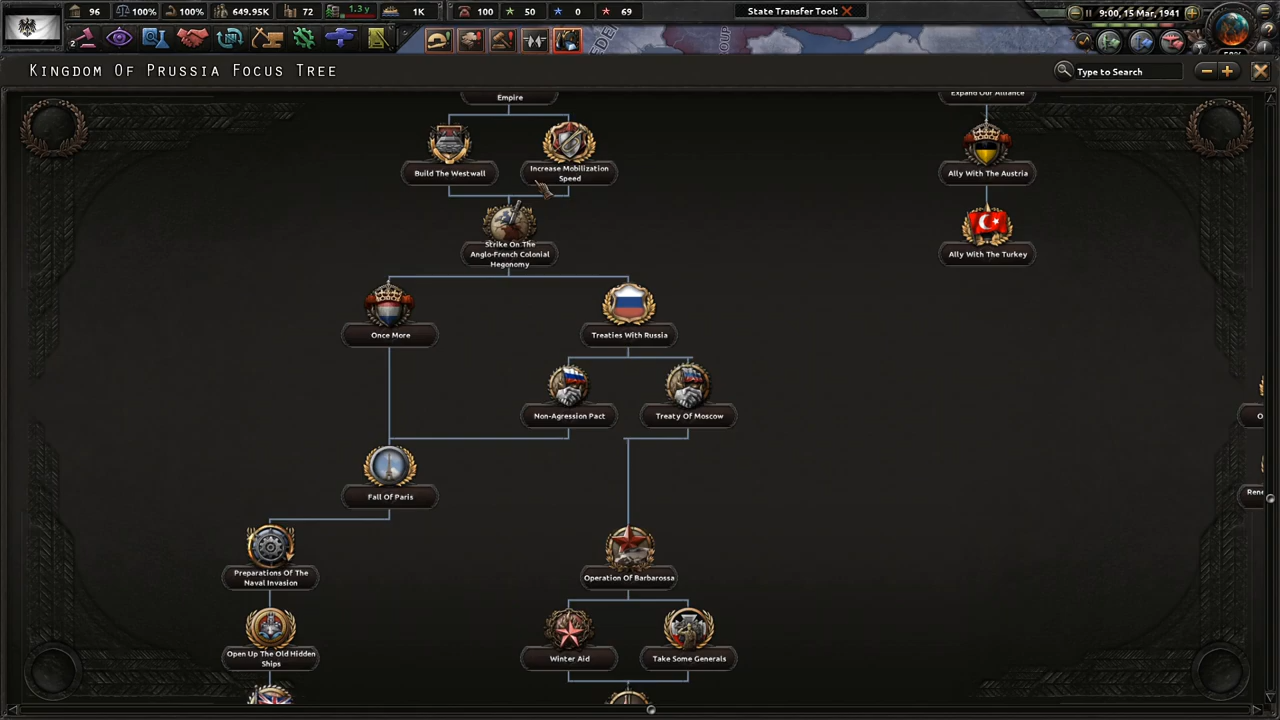 96 100% 100% 649.95K 72 1.3 y 1K 100 50 0 69
State Transfer Tool:
9:00, 15 Mar, 1941
2
Kingdom Of Prussia Focus Tree
Type to Search
Empire
Expand Our Alliance
Build The Westwall
Increase Mobilization
Speed
Ally With The Austria
Strike On The
Anglo-French Colonial
Hegonomy
Ally With The Turkey
Once More
Treaties With Russia
Non-Agression Pact
Treaty Of Moscow
O
Fall Of Paris
Rene
Preparations Of The
Naval Invasion
Operation Of Barbarossa
Open Up The Old Hidden
Ships
Winter Aid
Take Some Generals